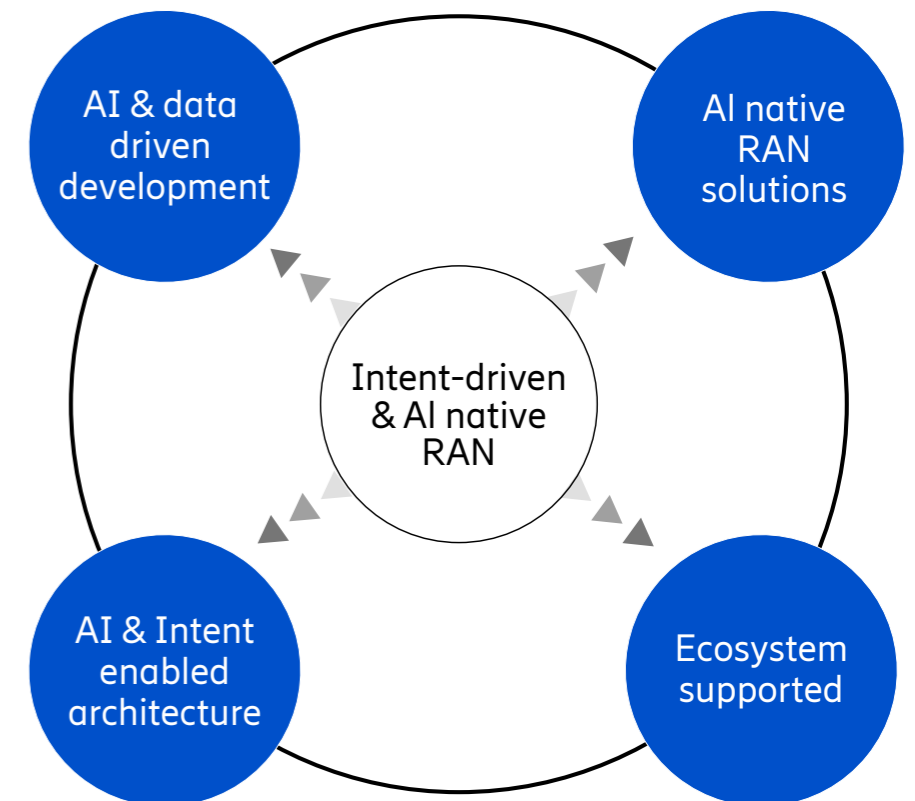 AI & data
driven
development
AI native
RAN
solutions
Intent-driven
& AI native
RAN
AI & Intent
enabled
architecture
Ecosystem
supported